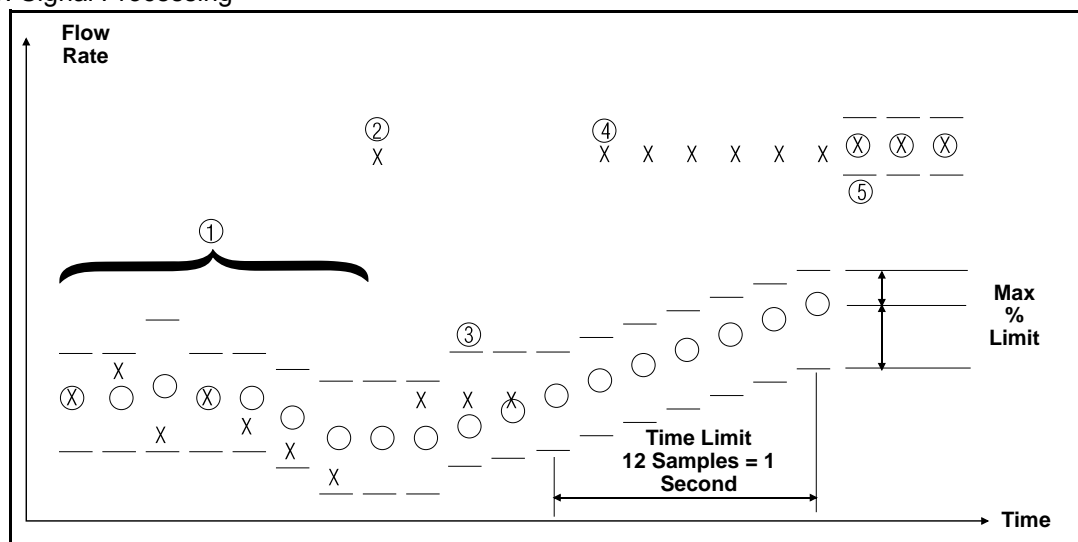 Signal Processing
Flow
Rate
②
X
④
X X X X X X
Ⓧ Ⓧ Ⓧ
⑤
①
Max
%
Limit
③
X
Ⓧ
Ⓧ
X X X
X
X
X
X
Time Limit
12 Samples = 1
Second
Time